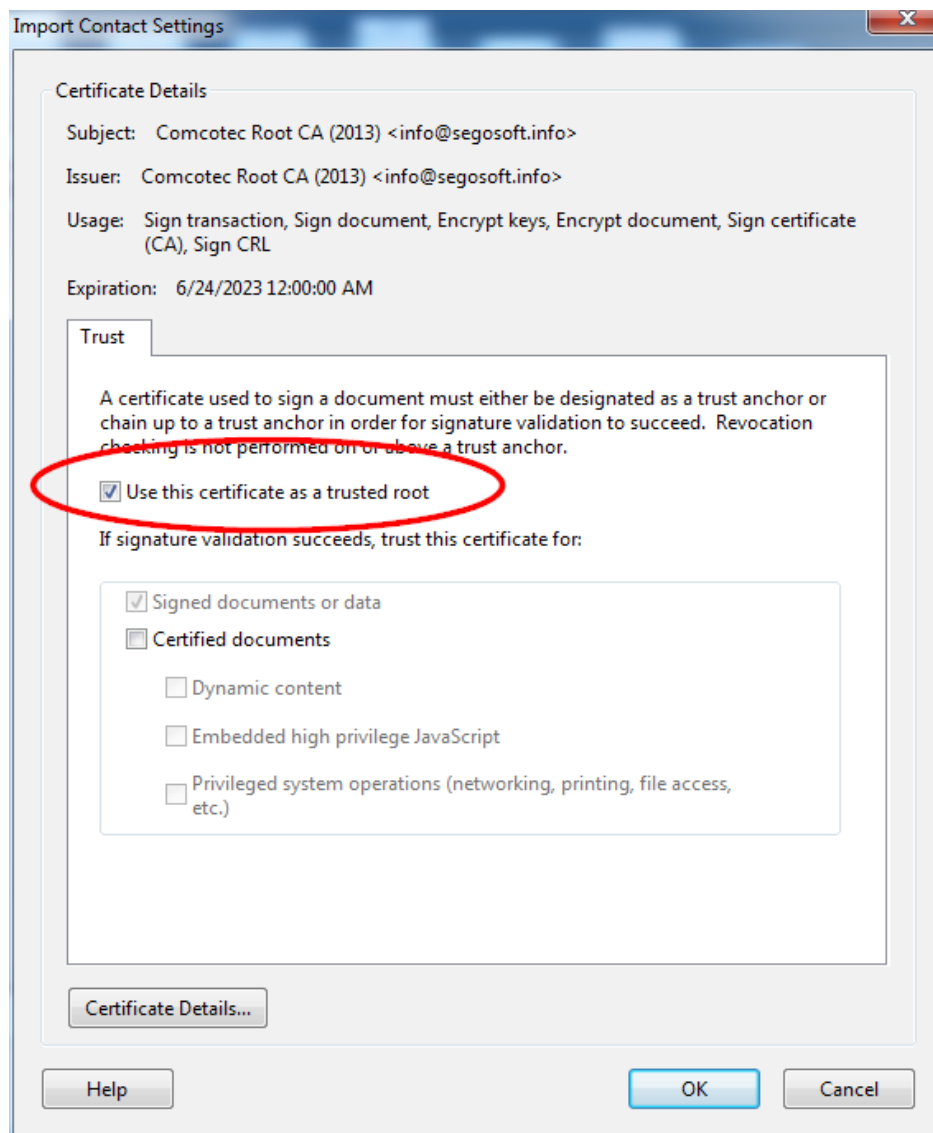 Import Contact Settings
X
Certificate Details
Subject: Comcotec Root CA (2013) <info@segosoft.info>
Issuer: Comcotec Root CA (2013) <info@segosoft.info>
Usage: Sign transaction, Sign document, Encrypt keys, Encrypt document, Sign certificate
(CA), Sign CRL
Expiration: 6/24/2023 12:00:00 AM
Trust
A certificate used to sign a document must either be designated as a trust anchor or
chain up to a trust anchor in order for signature validation to succeed. Revocation
checking is not performed on or above a trust anchor.
Use this certificate as a trusted root
If signature validation succeeds, trust this certificate for:
Signed documents or data
Certified documents
Dynamic content
Embedded high privilege JavaScript
Privileged system operations (networking, printing, file access,
etc.)
Certificate Details...
Help
OK
Cancel